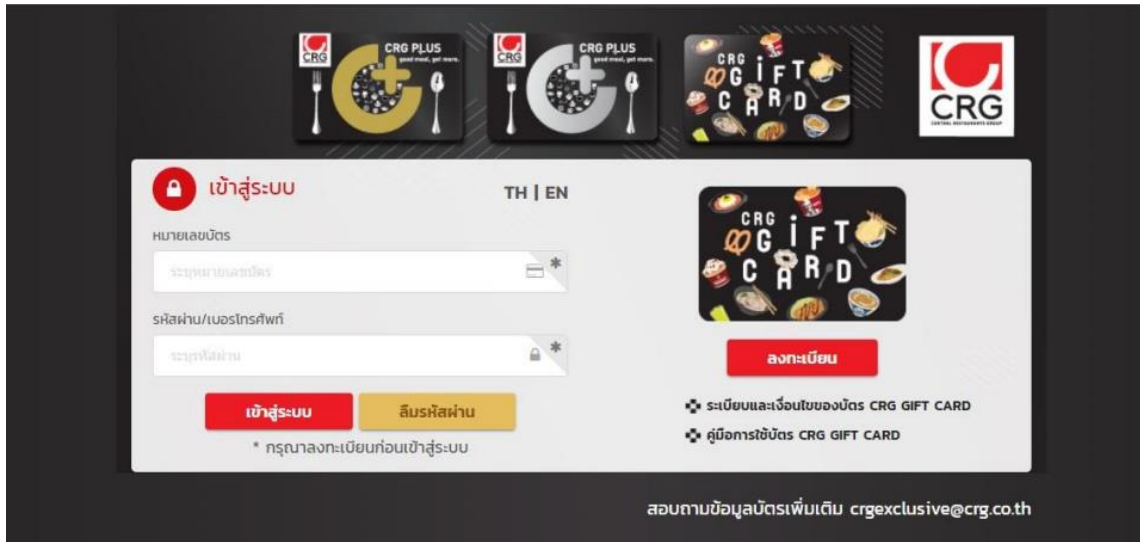 CRG
CRG PLUS
good meal, get more.
CRG
CRG PLUS
good meal, get more.
CRG
GiFT
CARD
CRG
CENTRAL RESTAURANTS GROUP
เข้าสู่ระบบ
TH | EN
หมายเลขบัตร
ระบุหมายเลขบัตร
*
รหัสผ่าน/เบอร์โทรศัพท์
ระบุรหัสผ่าน
*
เข้าสู่ระบบ
ลืมรหัสผ่าน
* กรุณาลงทะเบียนก่อนเข้าสู่ระบบ
CRG
GiFT
CARD
ลงทะเบียน
ระเบียบและเงื่อนไขของบัตร CRG GIFT CARD
คู่มือการใช้บัตร CRG GIFT CARD
สอบถามข้อมูลบัตรเพิ่มเติม crgexclusive@crg.co.th